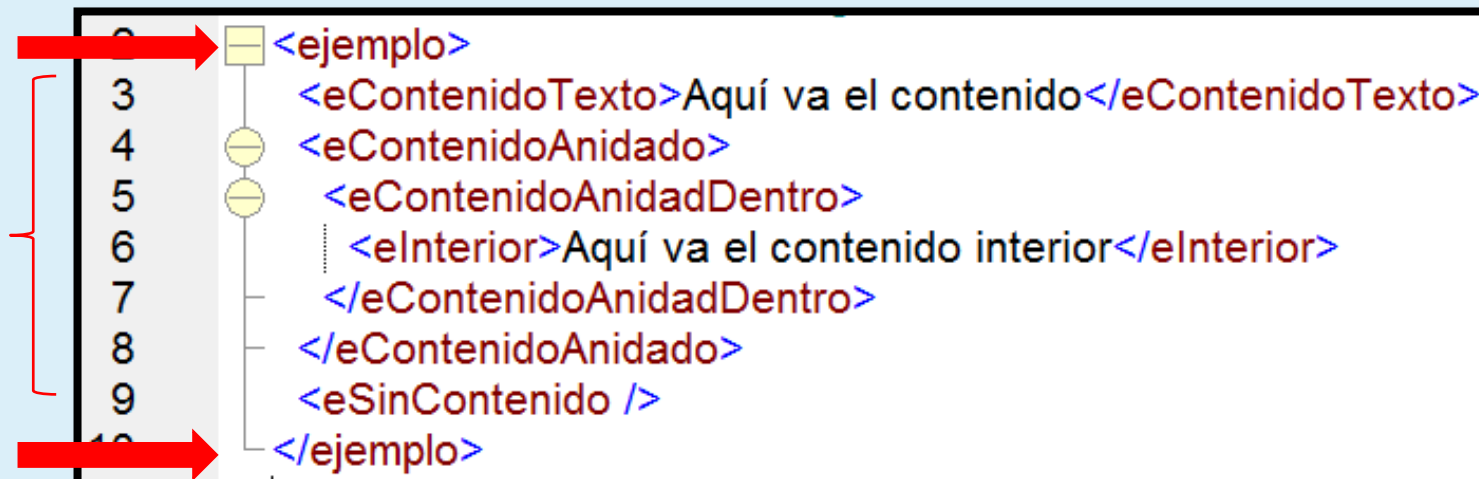 <ejemplo>
3 <eContenidoTexto>Aquí va el contenido</eContenidoTexto>
4 <eContenidoAnidado>
5 <eContenidoAnidadDentro>
6 <eInterior>Aquí va el contenido interior</eInterior>
7 </eContenidoAnidadDentro>
8 </eContenidoAnidado>
9 <eSinContenido />
</ejemplo>